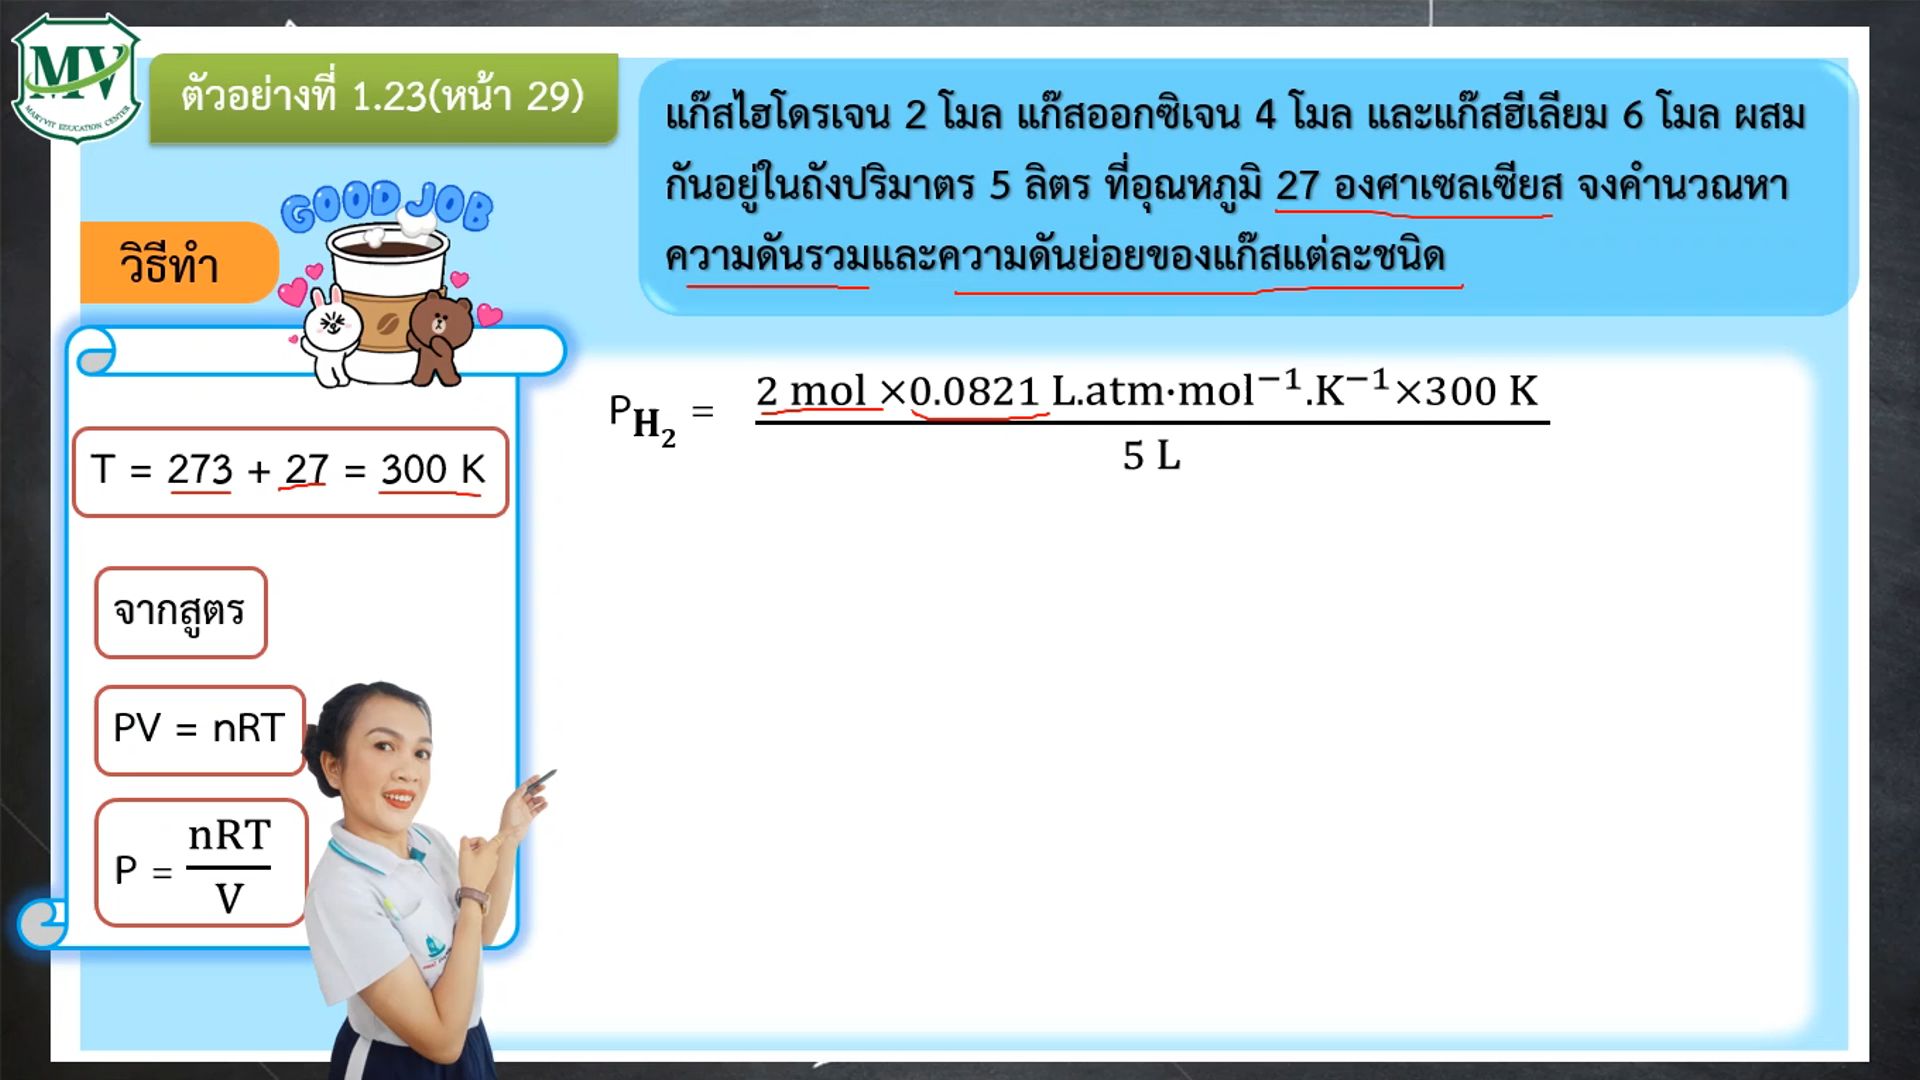 MV
MARYVIT EDUCATION CENTER
ตัวอย่างที่ 1.23(หน้า 29)
แก๊สไฮโดรเจน 2 โมล แก๊สออกซิเจน 4 โมล และแก๊สฮีเลียม 6 โมล ผสม
กันอยู่ในถังปริมาตร 5 ลิตร ที่อุณหภูมิ 27 องศาเซลเซียส จงคำนวณหา
ความดันรวมและความดันย่อยของแก๊สแต่ละชนิด
GOOD JOB
วิธีทำ
T = 273 + 27 = 300 K
จากสูตร
PV = nRT
P = nRT/V
P_H₂ = (2 mol ×0.0821 L.atm·mol⁻¹.K⁻¹×300 K)/(5 L)